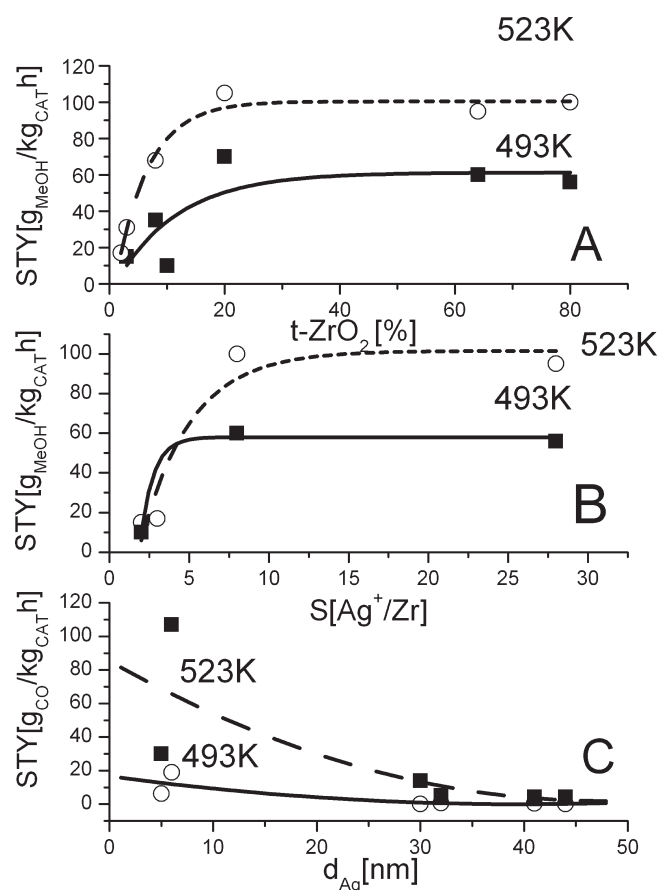 523K
120
100
80
60
40
20
0
STY[gMeOH/kgCATh]
493K
A
0 20 40 60 80
t-ZrO2 [%]
523K
100
80
60
40
20
0
STY[gMeOH/kgCATh]
493K
B
0 5 10 15 20 25 30
S[Ag+/Zr]
120
100
80
60
40
20
0
STY[gCO/kgCATh]
523K
493K
C
0 10 20 30 40 50
dAg[nm]